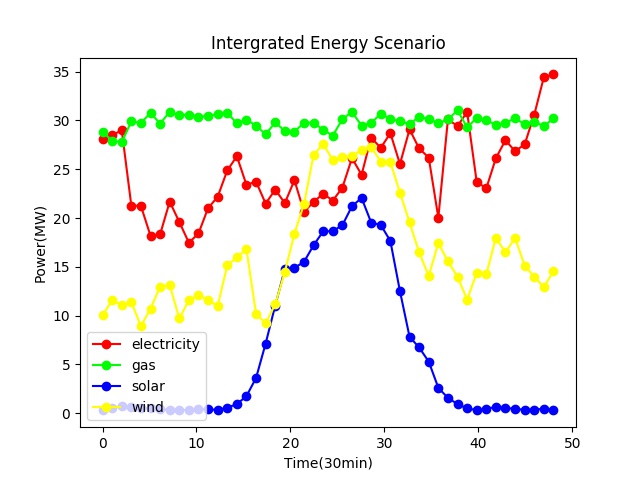 Intergrated Energy Scenario
Power(MW)
35
30
25
20
15
10
5
0
electricity
gas
solar
wind
0 10 20 30 40 50
Time(30min)